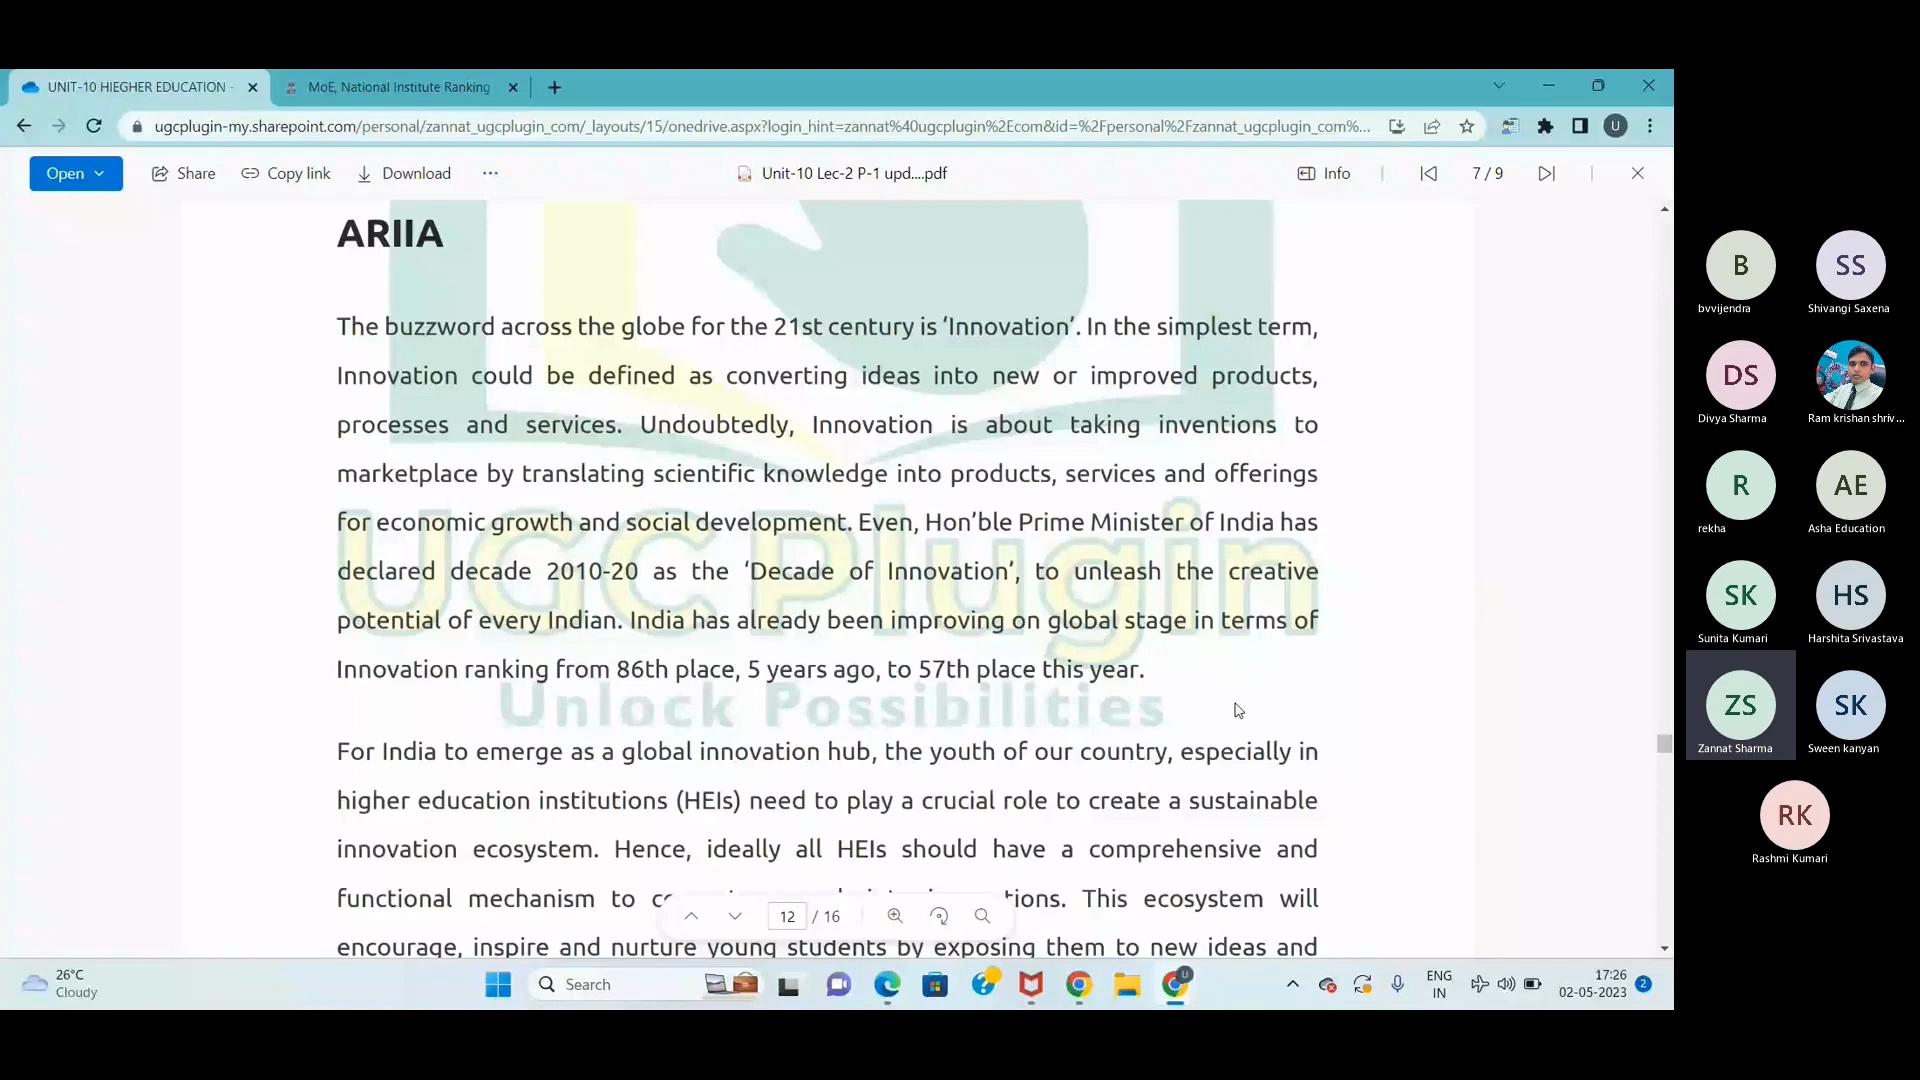 UNIT-10 HIEGHER EDUCATION -
MoE, National Institute Ranking
ugcplugin-my.sharepoint.com/personal/zannat_ugcplugin_com/_layouts/15/onedrive.aspx?login_hint=zannat%40ugcplugin%2Ecom&id=%2Fpersonal%2Fzannat_ugcplugin_com%...
U
Open
Share
Copy link
Download
...
Unit-10 Lec-2 P-1 upd....pdf
Info
7 / 9
ARIIA
The buzzword across the globe for the 21st century is ‘Innovation’. In the simplest term,
Innovation could be defined as converting ideas into new or improved products,
processes and services. Undoubtedly, Innovation is about taking inventions to
marketplace by translating scientific knowledge into products, services and offerings
for economic growth and social development. Even, Hon’ble Prime Minister of India has
declared decade 2010-20 as the ‘Decade of Innovation’, to unleash the creative
potential of every Indian. India has already been improving on global stage in terms of
Innovation ranking from 86th place, 5 years ago, to 57th place this year.
UGC Plugin
Unlock Possibilities
For India to emerge as a global innovation hub, the youth of our country, especially in
higher education institutions (HEIs) need to play a crucial role to create a sustainable
innovation ecosystem. Hence, ideally all HEIs should have a comprehensive and
functional mechanism to tions. This ecosystem will
encourage, inspire and nurture young students by exposing them to new ideas and
12 / 16
26°C
Cloudy
Search
U
ENG
IN
17:26
02-05-2023
2
B
bvvijendra
SS
Shivangi Saxena
DS
Divya Sharma
Ram krishan shriv...
R
rekha
AE
Asha Education
SK
Sunita Kumari
HS
Harshita Srivastava
ZS
Zannat Sharma
SK
Sween kanyan
RK
Rashmi Kumari